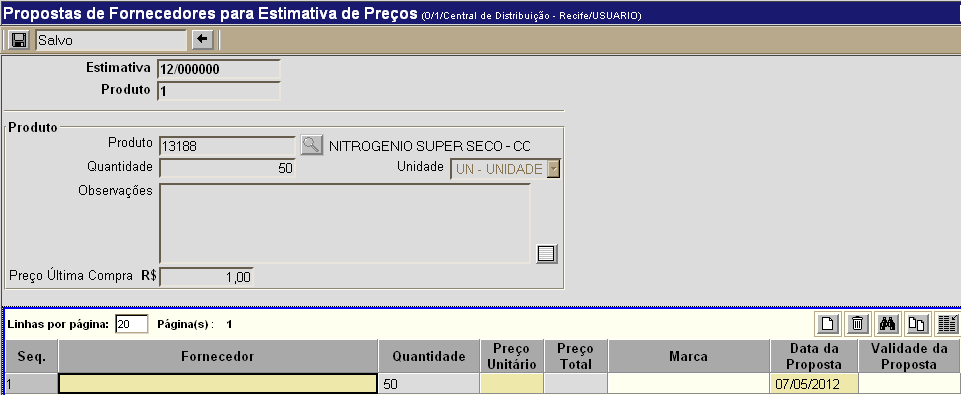 Propostas de Fornecedores para Estimativa de Preços (0/1/Central de Distribuição - Recife/USUARIO)
Salvo
Estimativa 12/000000
Produto 1
Produto
Produto 13188 NITROGENIO SUPER SECO - CC
Quantidade 50 Unidade UN - UNIDADE
Observações
Preço Última Compra R$ 1,00
Linhas por página: 20 Página(s) : 1
Seq. Fornecedor Quantidade Preço Unitário Preço Total Marca Data da Proposta Validade da Proposta
1 50 07/05/2012